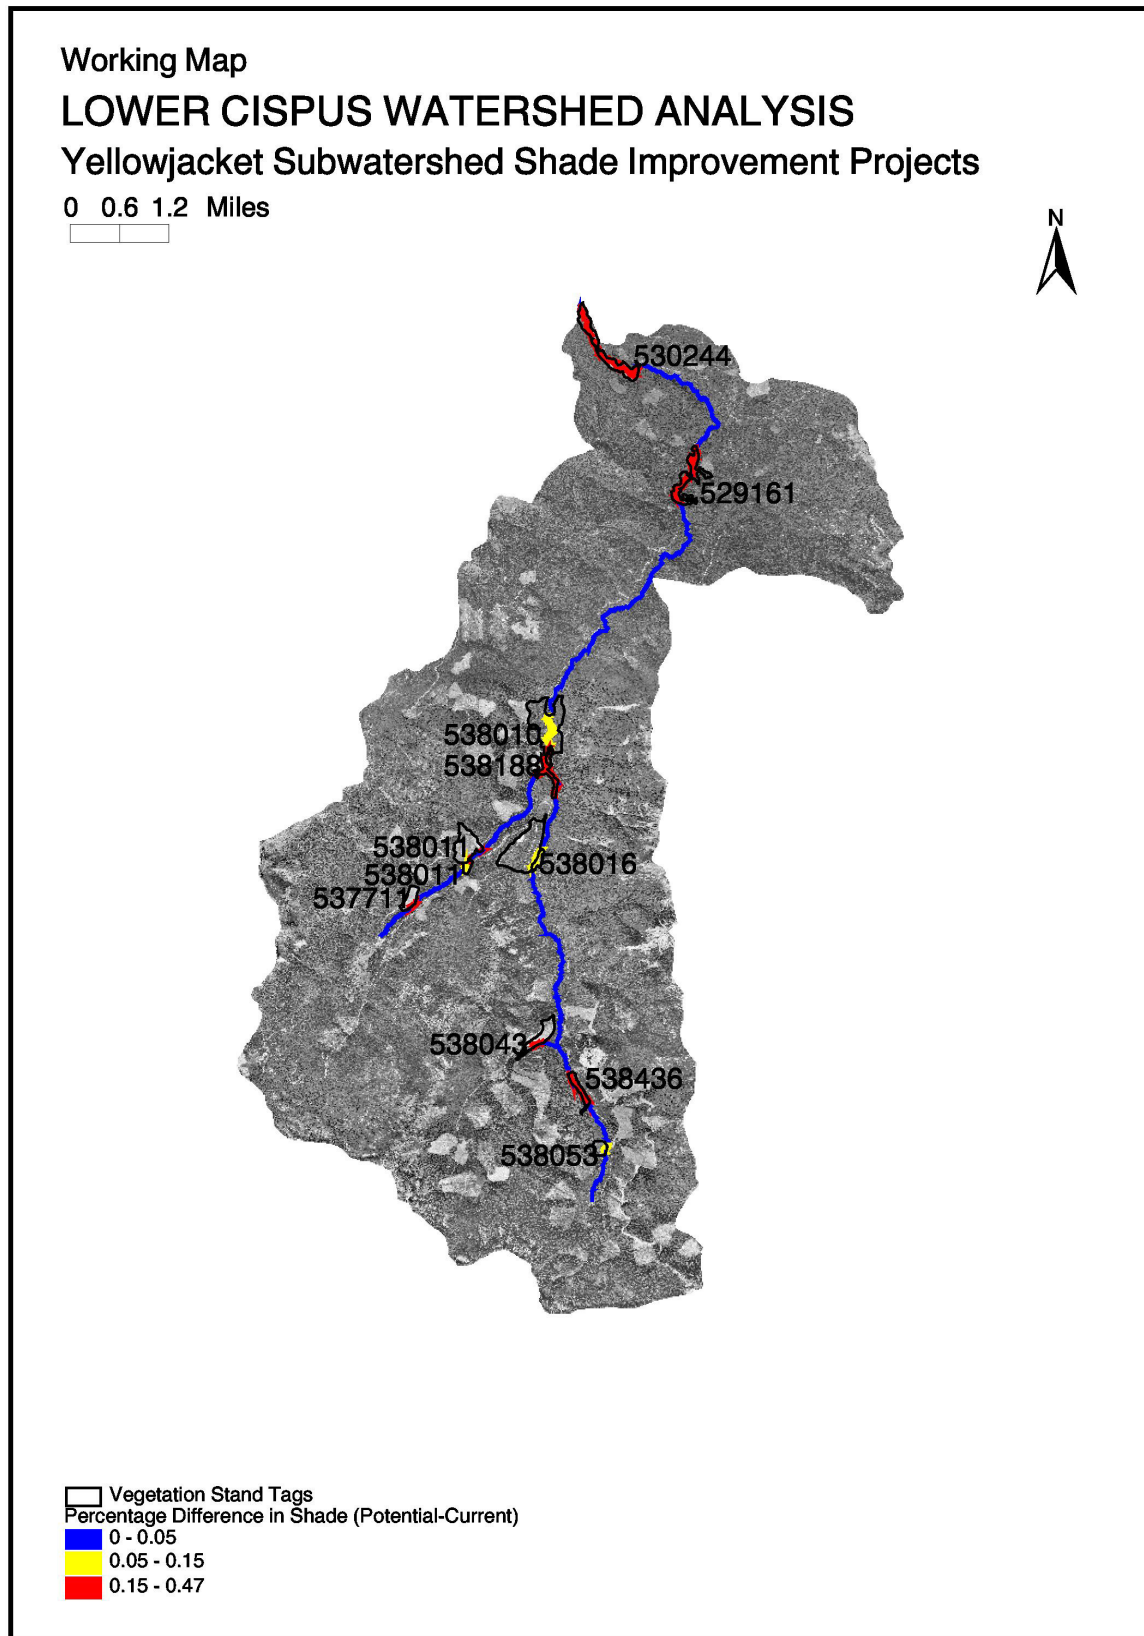 Working Map
LOWER CISPUS WATERSHED ANALYSIS
Yellowjacket Subwatershed Shade Improvement Projects
0 0.6 1.2 Miles
N
530244
529161
538010
538188
538011
538016
538011
537711
538043
538436
538053
Vegetation Stand Tags
Percentage Difference in Shade (Potential-Current)
0 - 0.05
0.05 - 0.15
0.15 - 0.47